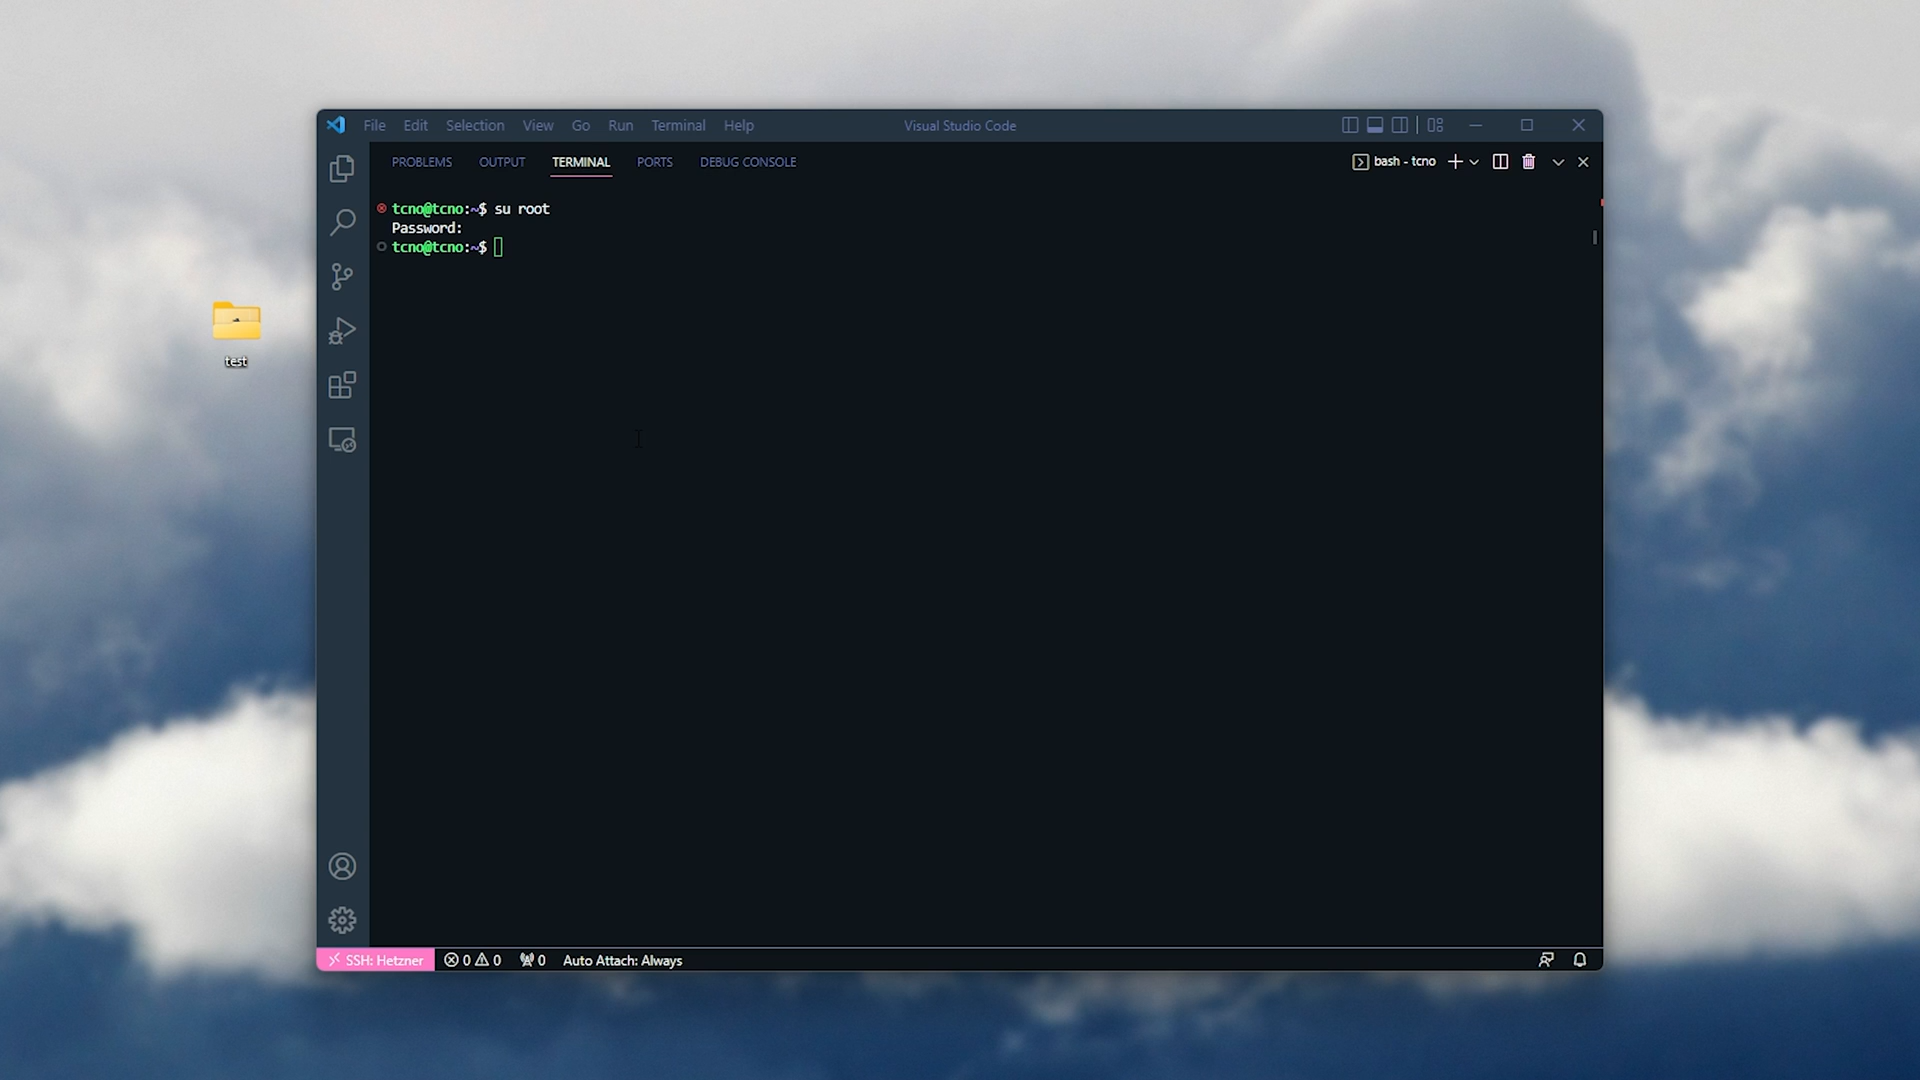 File Edit Selection View Go Run Terminal Help Visual Studio Code
PROBLEMS OUTPUT TERMINAL PORTS DEBUG CONSOLE bash - tcno
tcno@tcno:~$ su root
Password:
tcno@tcno:~$
test
SSH: Hetzner 0 0 0 Auto Attach: Always